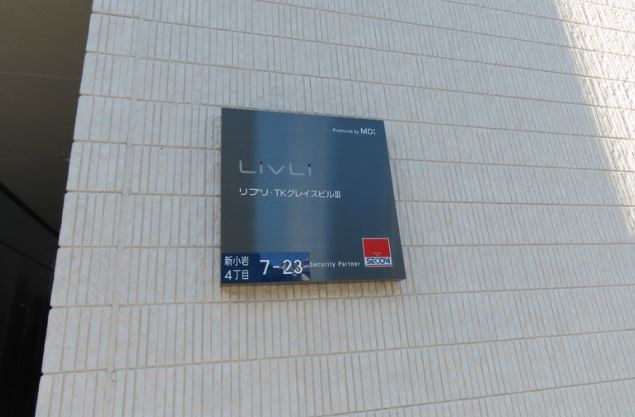 Produced by MDi
LivLi
リブリ・TKグレイスビルⅢ
新小岩
4丁目
7-23
Security Partner
SECOM